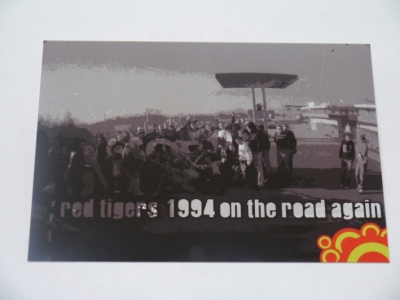 red tigers 1994 on the road again